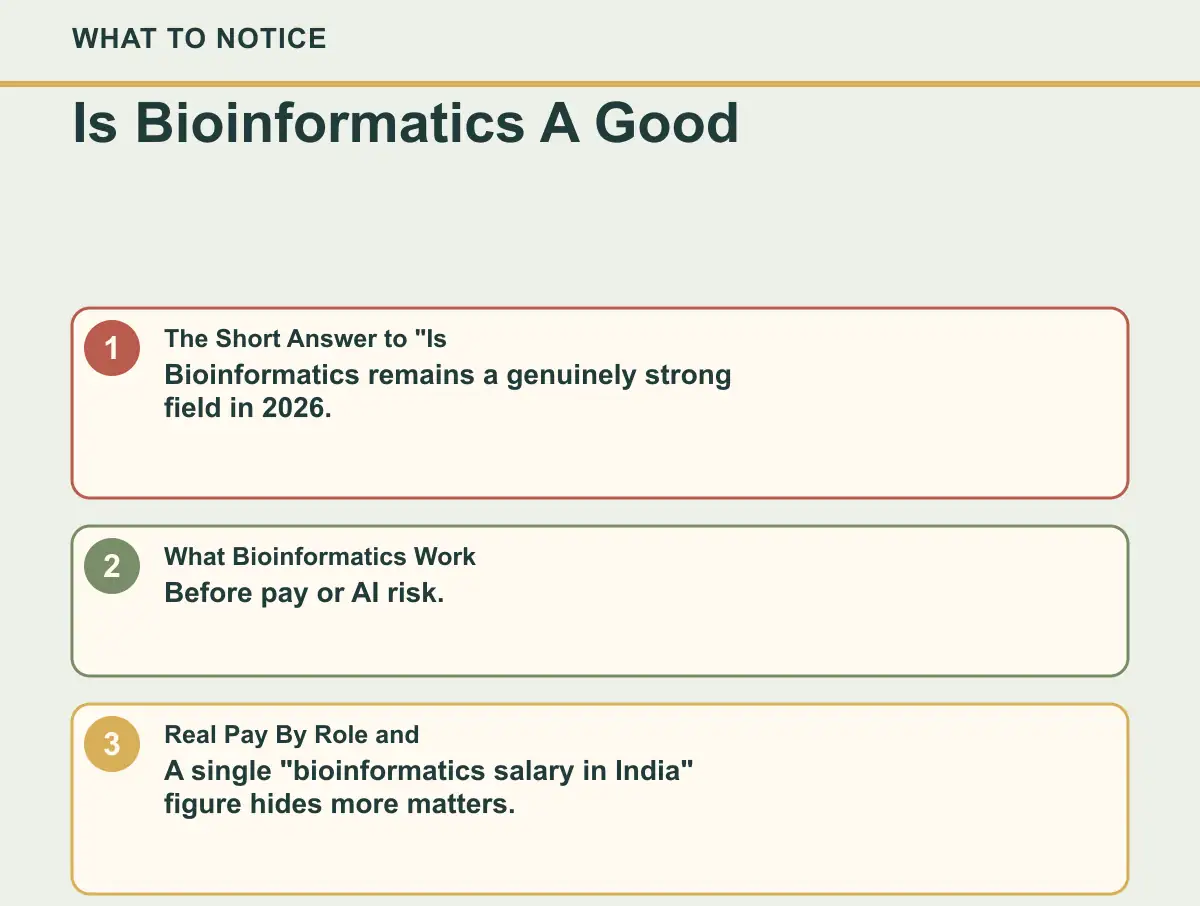 WHAT TO NOTICE
Is Bioinformatics A Good
1
The Short Answer to "Is
Bioinformatics remains a genuinely strong
field in 2026.
2
What Bioinformatics Work
Before pay or AI risk.
3
Real Pay By Role and
A single "bioinformatics salary in India"
figure hides more matters.